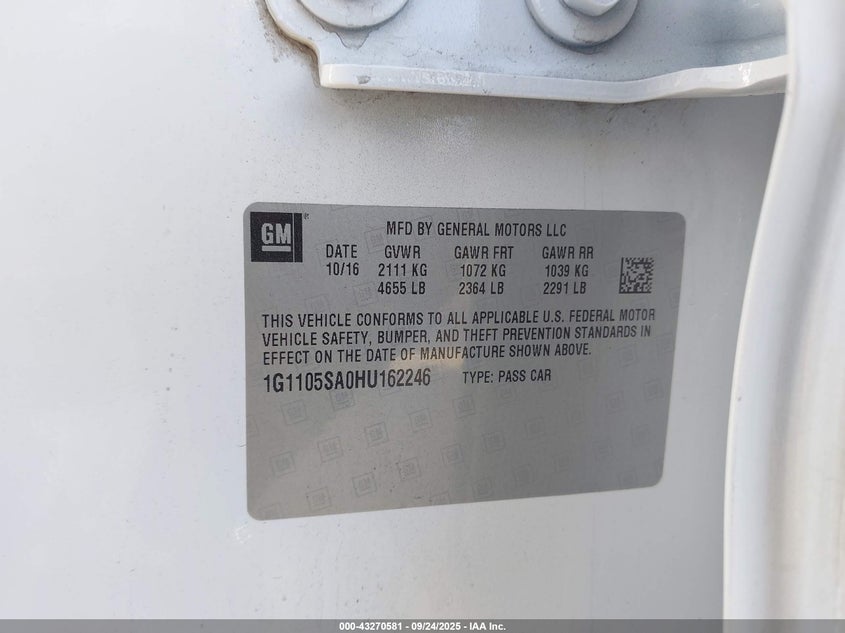 GM
MFD BY GENERAL MOTORS LLC
DATE GVWR GAWR FRT GAWR RR
10/16 2111 KG 1072 KG 1039 KG
4655 LB 2364 LB 2291 LB
THIS VEHICLE CONFORMS TO ALL APPLICABLE U.S. FEDERAL MOTOR
VEHICLE SAFETY, BUMPER, AND THEFT PREVENTION STANDARDS IN
EFFECT ON THE DATE OF MANUFACTURE SHOWN ABOVE.
1G1105SA0HU162246 TYPE: PASS CAR
000-43270581 - 09/24/2025 - IAA Inc.